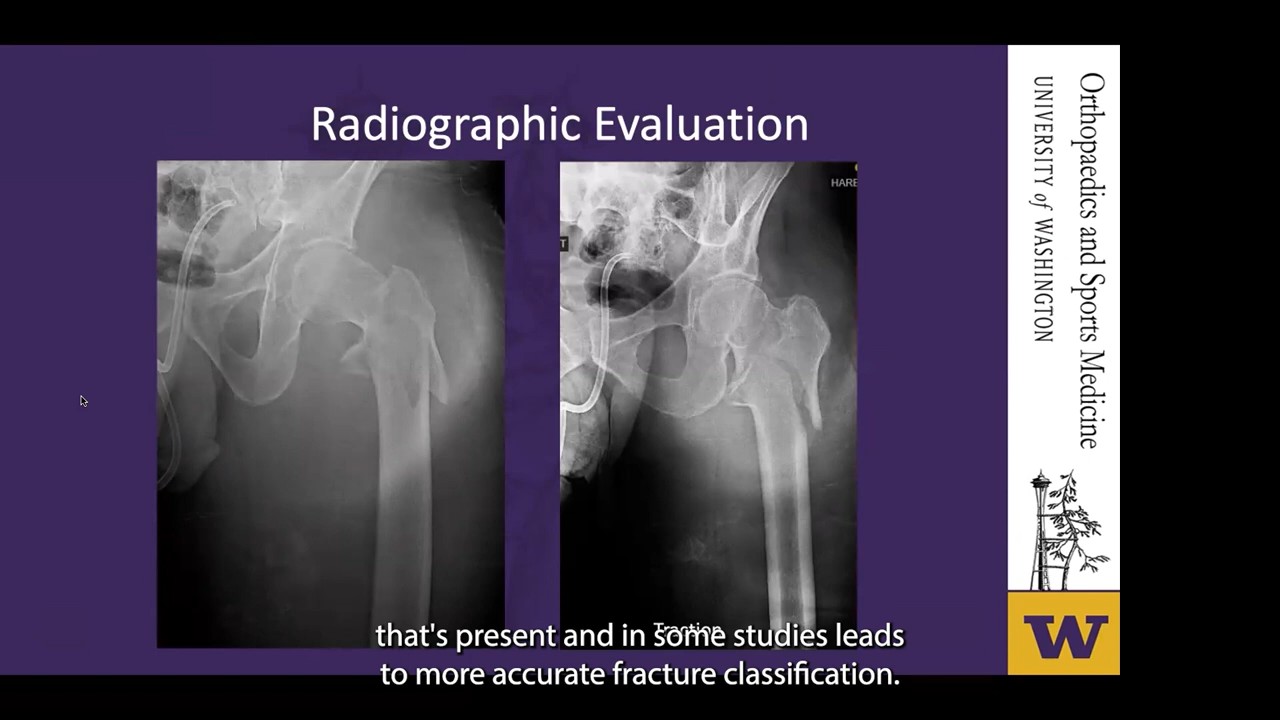 Radiographic Evaluation
HARE
T
Traction
that's present and in some studies leads
to more accurate fracture classification.
Orthopaedics and Sports Medicine
UNIVERSITY of WASHINGTON
W